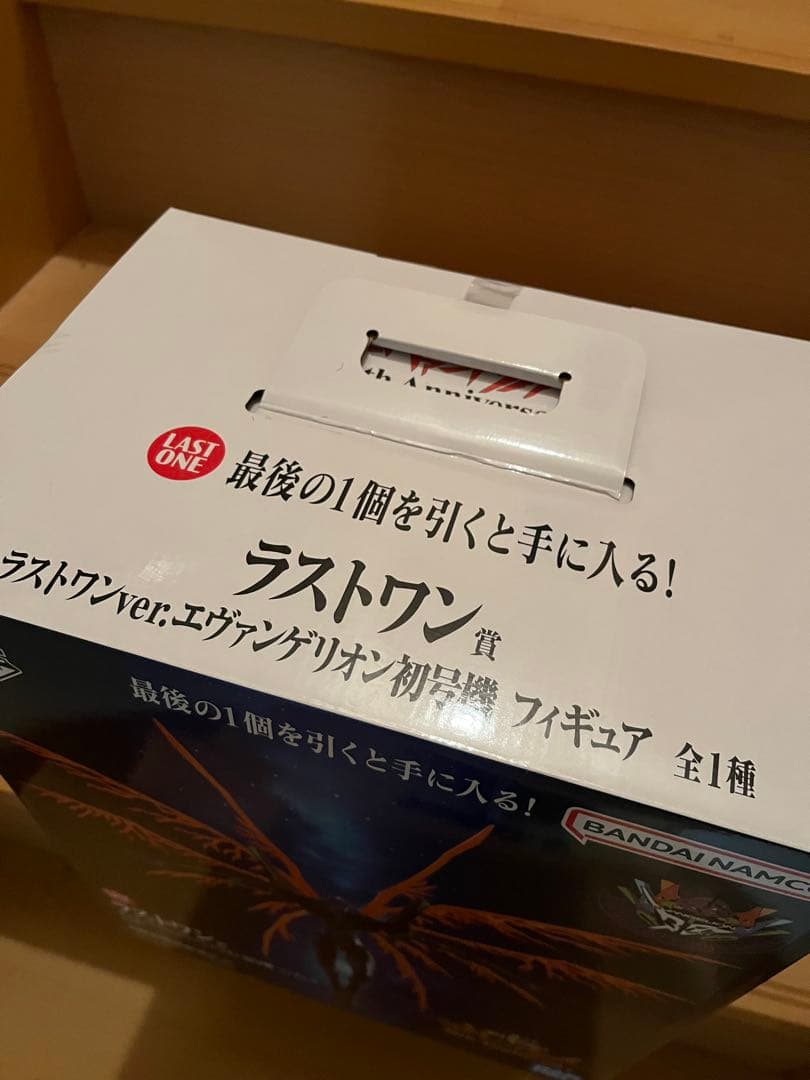 th Annivers
LAST
ONE
最後の1個を引くと手に入る!
ラストワン賞
ラストワンver.エヴァンゲリオン初号機 フィギュア 全1種
最後の1個を引くと手に入る!
BANDAI NAMC